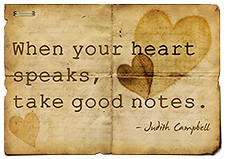 When your heart
speaks,
take good notes.
- Judith Campbell